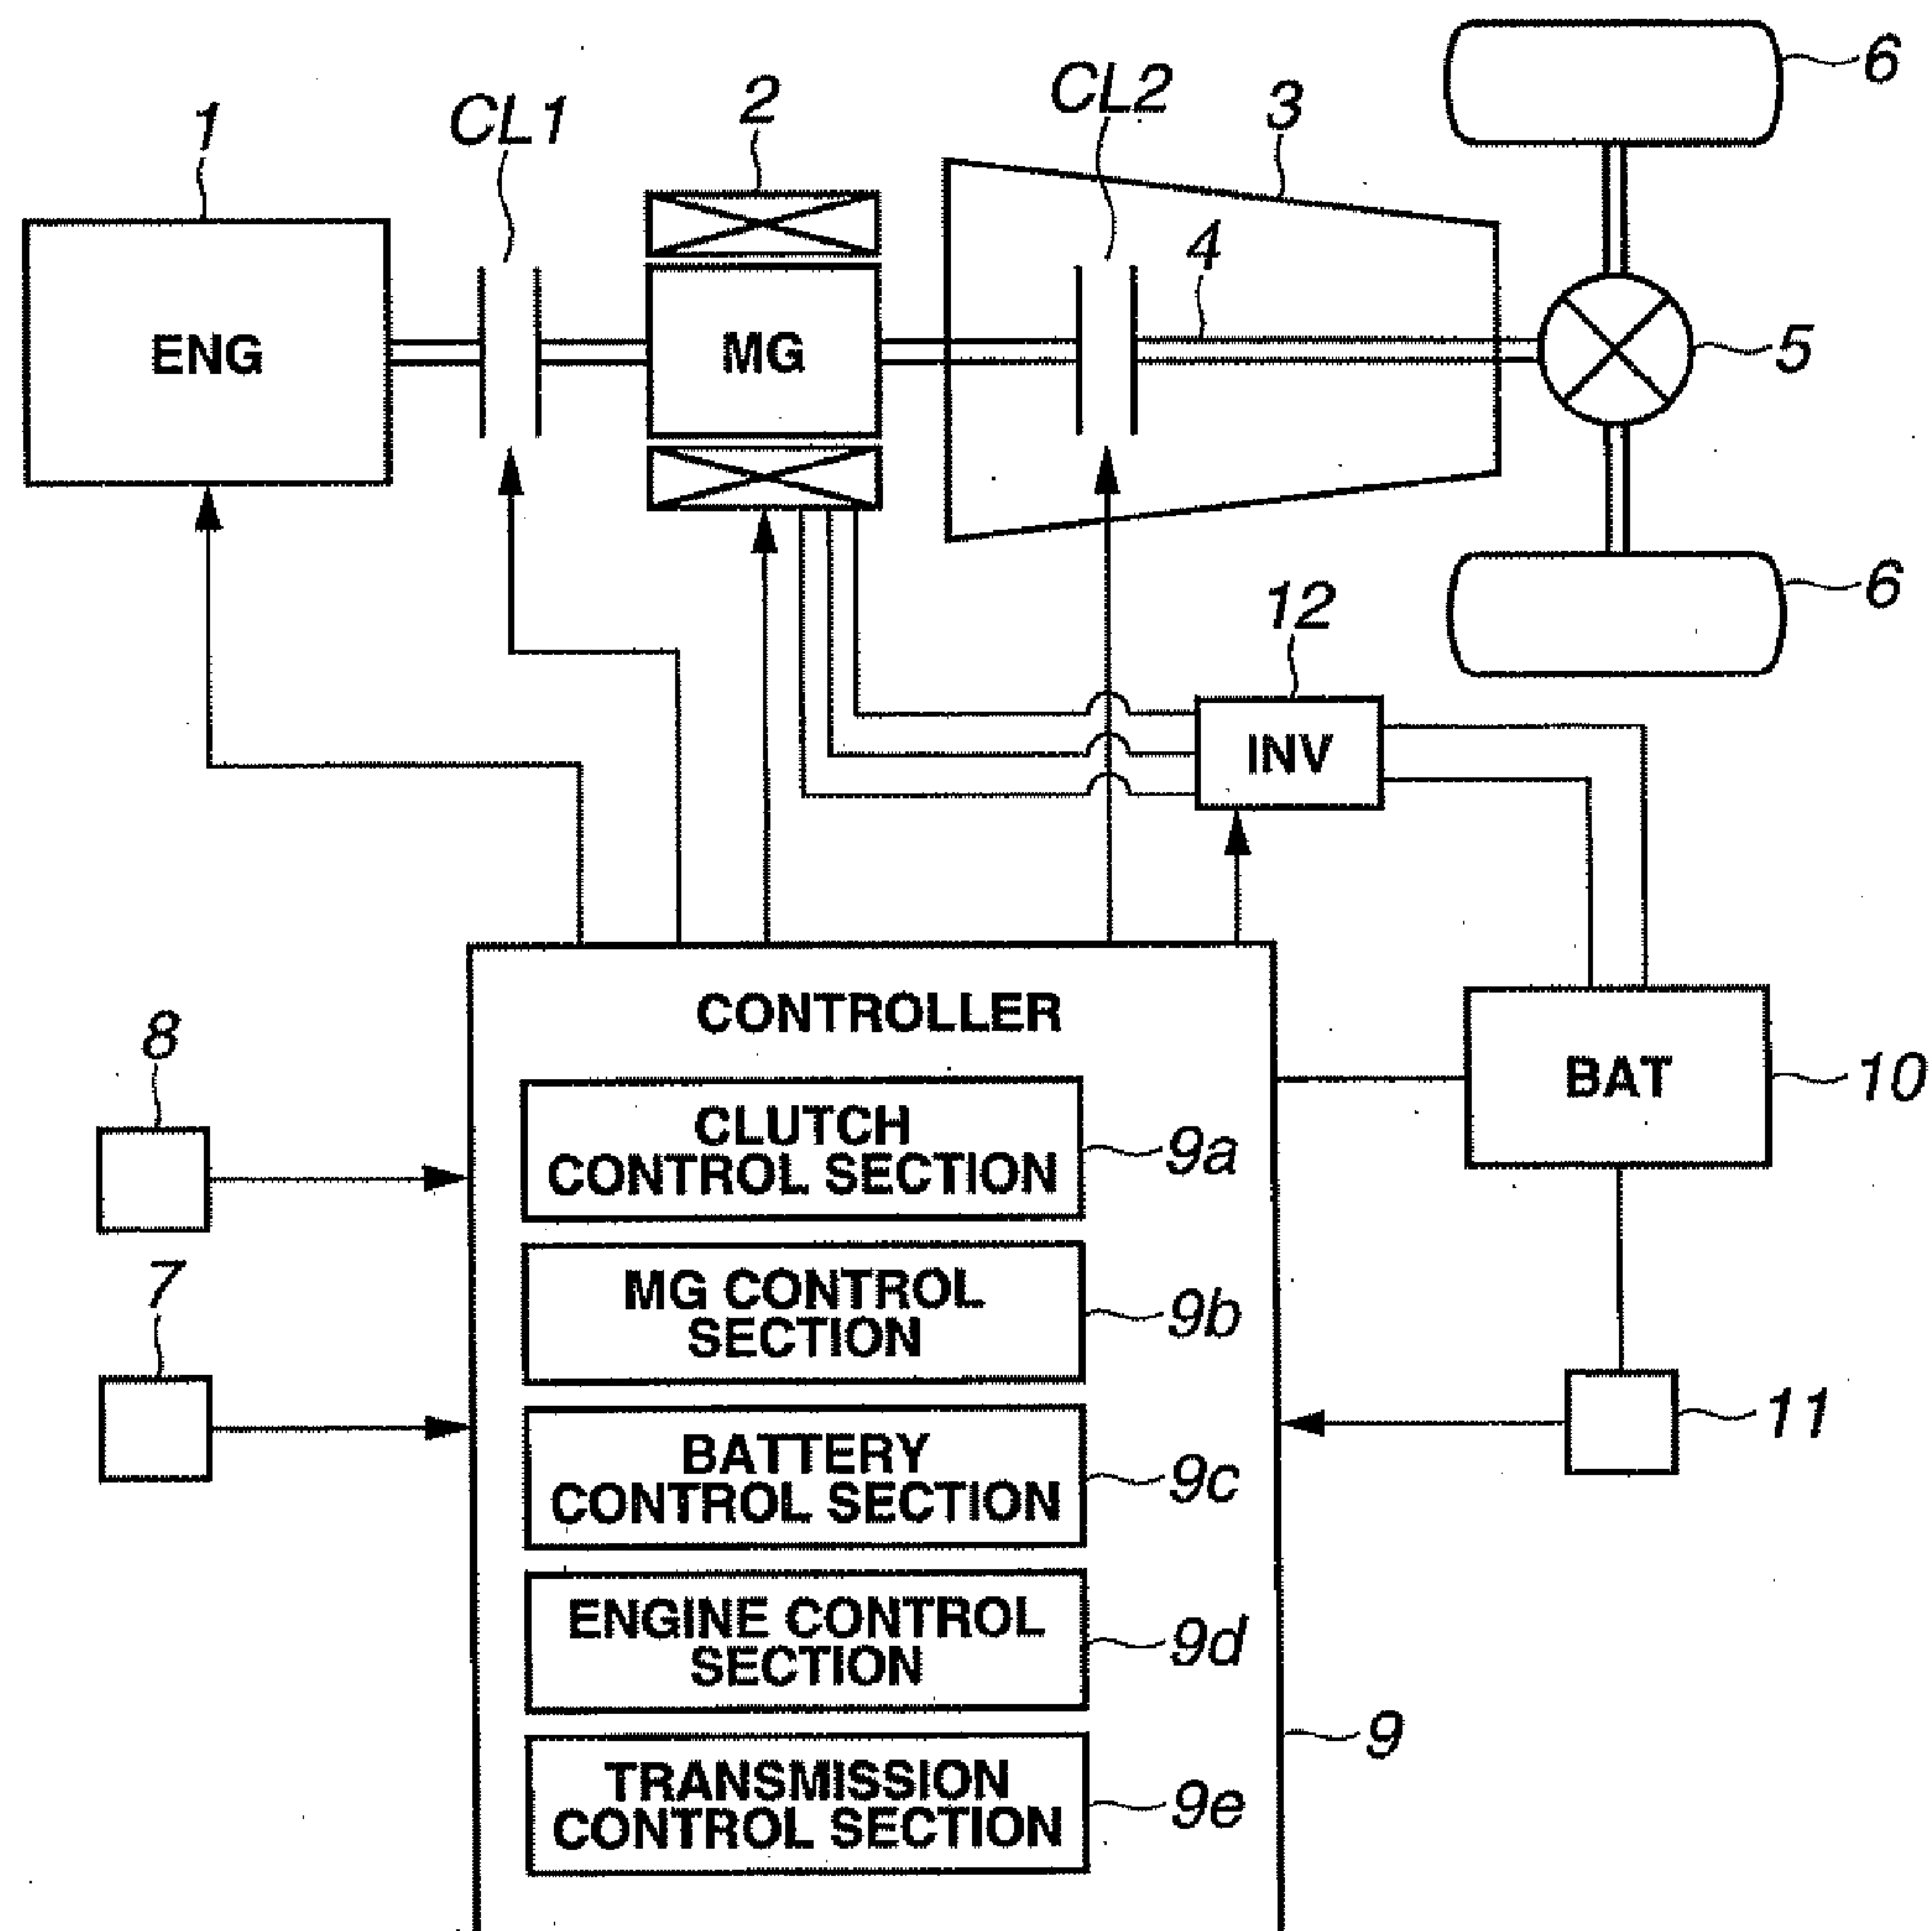 6
CL2
2
3
1
CL1
4
ENG
MG
5
12
6
INV
CONTROLLER
8
BAT
10
CLUTCH
CONTROL SECTION
9a
7
MG CONTROL
SECTION
9b
11
BATTERY
CONTROL SECTION
9c
ENGINE CONTROL
SECTION
9d
9
TRANSMISSION
CONTROL SECTION
9e